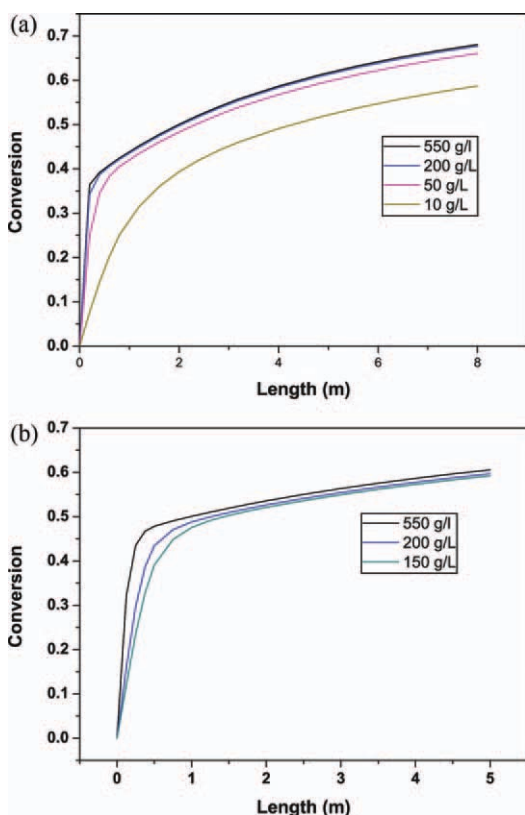 (a)
0.7
0.6
0.5
0.4
0.3
0.2
0.1
0.0
Conversion
550 g/l
200 g/L
50 g/L
10 g/L
0 2 4 6 8
Length (m)
(b)
0.7
0.6
0.5
0.4
0.3
0.2
0.1
0.0
Conversion
550 g/l
200 g/L
150 g/L
0 1 2 3 4 5
Length (m)